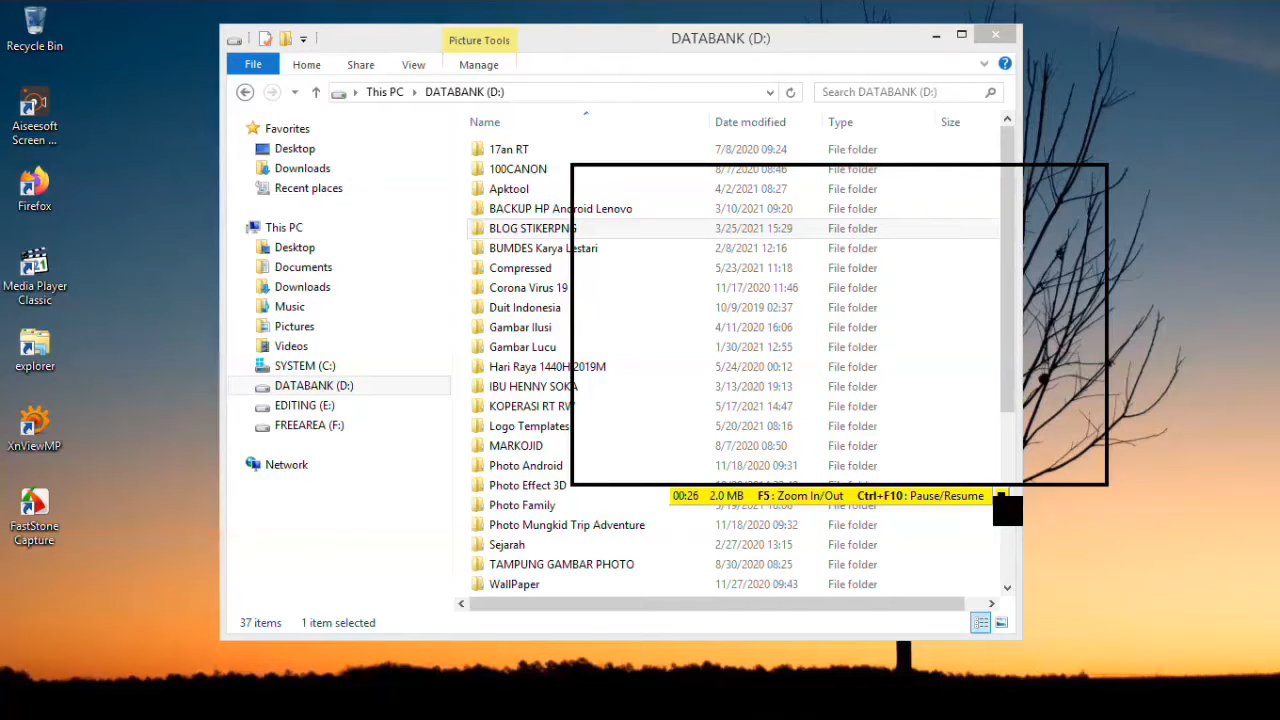 Recycle Bin
Aiseesoft
Screen ...
Firefox
Media Player
Classic
explorer
XnViewMP
FastStone
Capture
Picture Tools
DATABANK (D:)
File
Home
Share
View
Manage
This PC
DATABANK (D:)
Search DATABANK (D:)
Favorites
Desktop
Downloads
Recent places
This PC
Desktop
Documents
Downloads
Music
Pictures
Videos
SYSTEM (C:)
DATABANK (D:)
EDITING (E:)
FREEAREA (F:)
Network
Name Date modified Type Size
17an RT 7/8/2020 09:24 File folder
100CANON 8/7/2020 08:46 File folder
Apktool 4/2/2021 08:27 File folder
BACKUP HP Android Lenovo 3/10/2021 09:20 File folder
BLOG STIKERPNG 3/25/2021 15:29 File folder
BUMDES Karya Lestari 2/8/2021 12:16 File folder
Compressed 5/23/2021 11:18 File folder
Corona Virus 19 11/17/2020 11:46 File folder
Duit Indonesia 10/9/2019 02:37 File folder
Gambar Ilusi 4/11/2020 16:06 File folder
Gambar Lucu 1/30/2021 12:55 File folder
Hari Raya 1440H 2019M 5/24/2020 00:12 File folder
IBU HENNY SOKA 3/13/2020 19:13 File folder
KOPERASI RT RW 5/17/2021 14:47 File folder
Logo Templates 5/20/2021 08:16 File folder
MARKOJID 8/7/2020 08:50 File folder
Photo Android 11/18/2020 09:31 File folder
Photo Effect 3D File folder
00:26 2.0 MB F5 : Zoom In/Out Ctrl+F10 : Pause/Resume
Photo Family File folder
Photo Mungkid Trip Adventure 11/18/2020 09:32 File folder
Sejarah 2/27/2020 13:15 File folder
TAMPUNG GAMBAR PHOTO 8/30/2020 08:25 File folder
WallPaper 11/27/2020 09:43 File folder
37 items 1 item selected